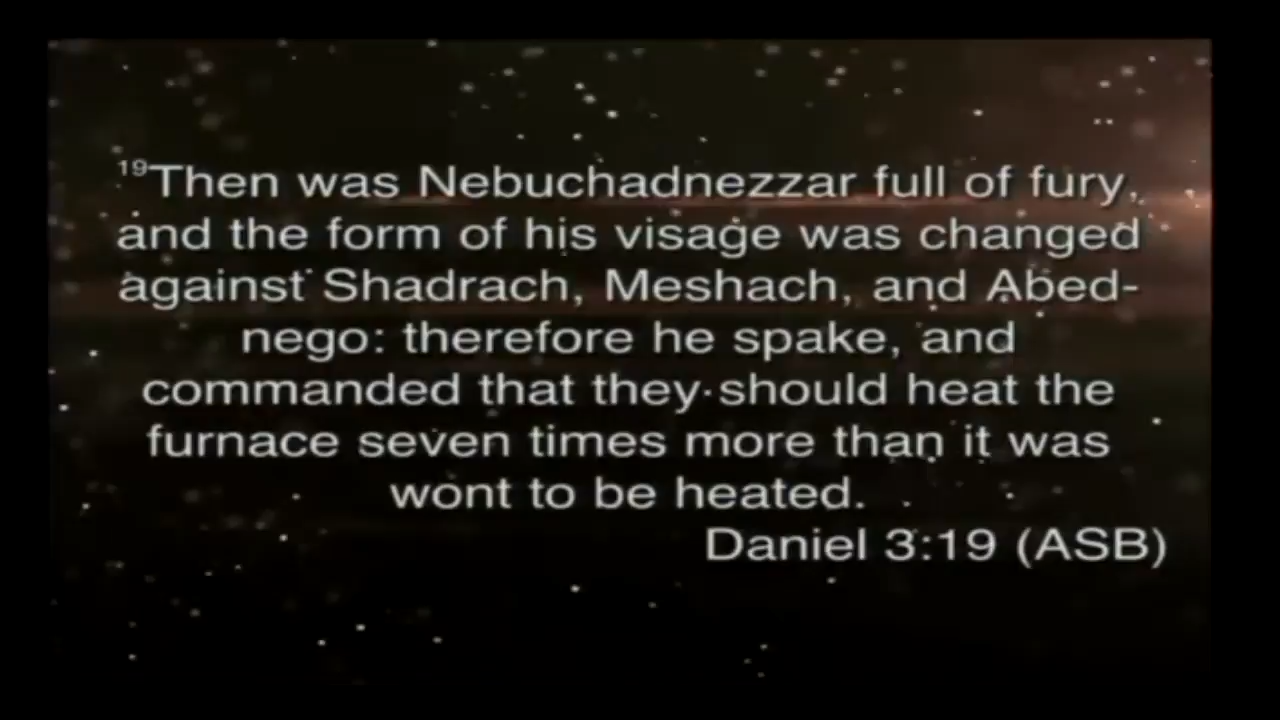 19Then was Nebuchadnezzar full of fury,
and the form of his visage was changed
against Shadrach, Meshach, and Abed-
nego: therefore he spake, and
commanded that they should heat the
furnace seven times more than it was
wont to be heated.
Daniel 3:19 (ASB)